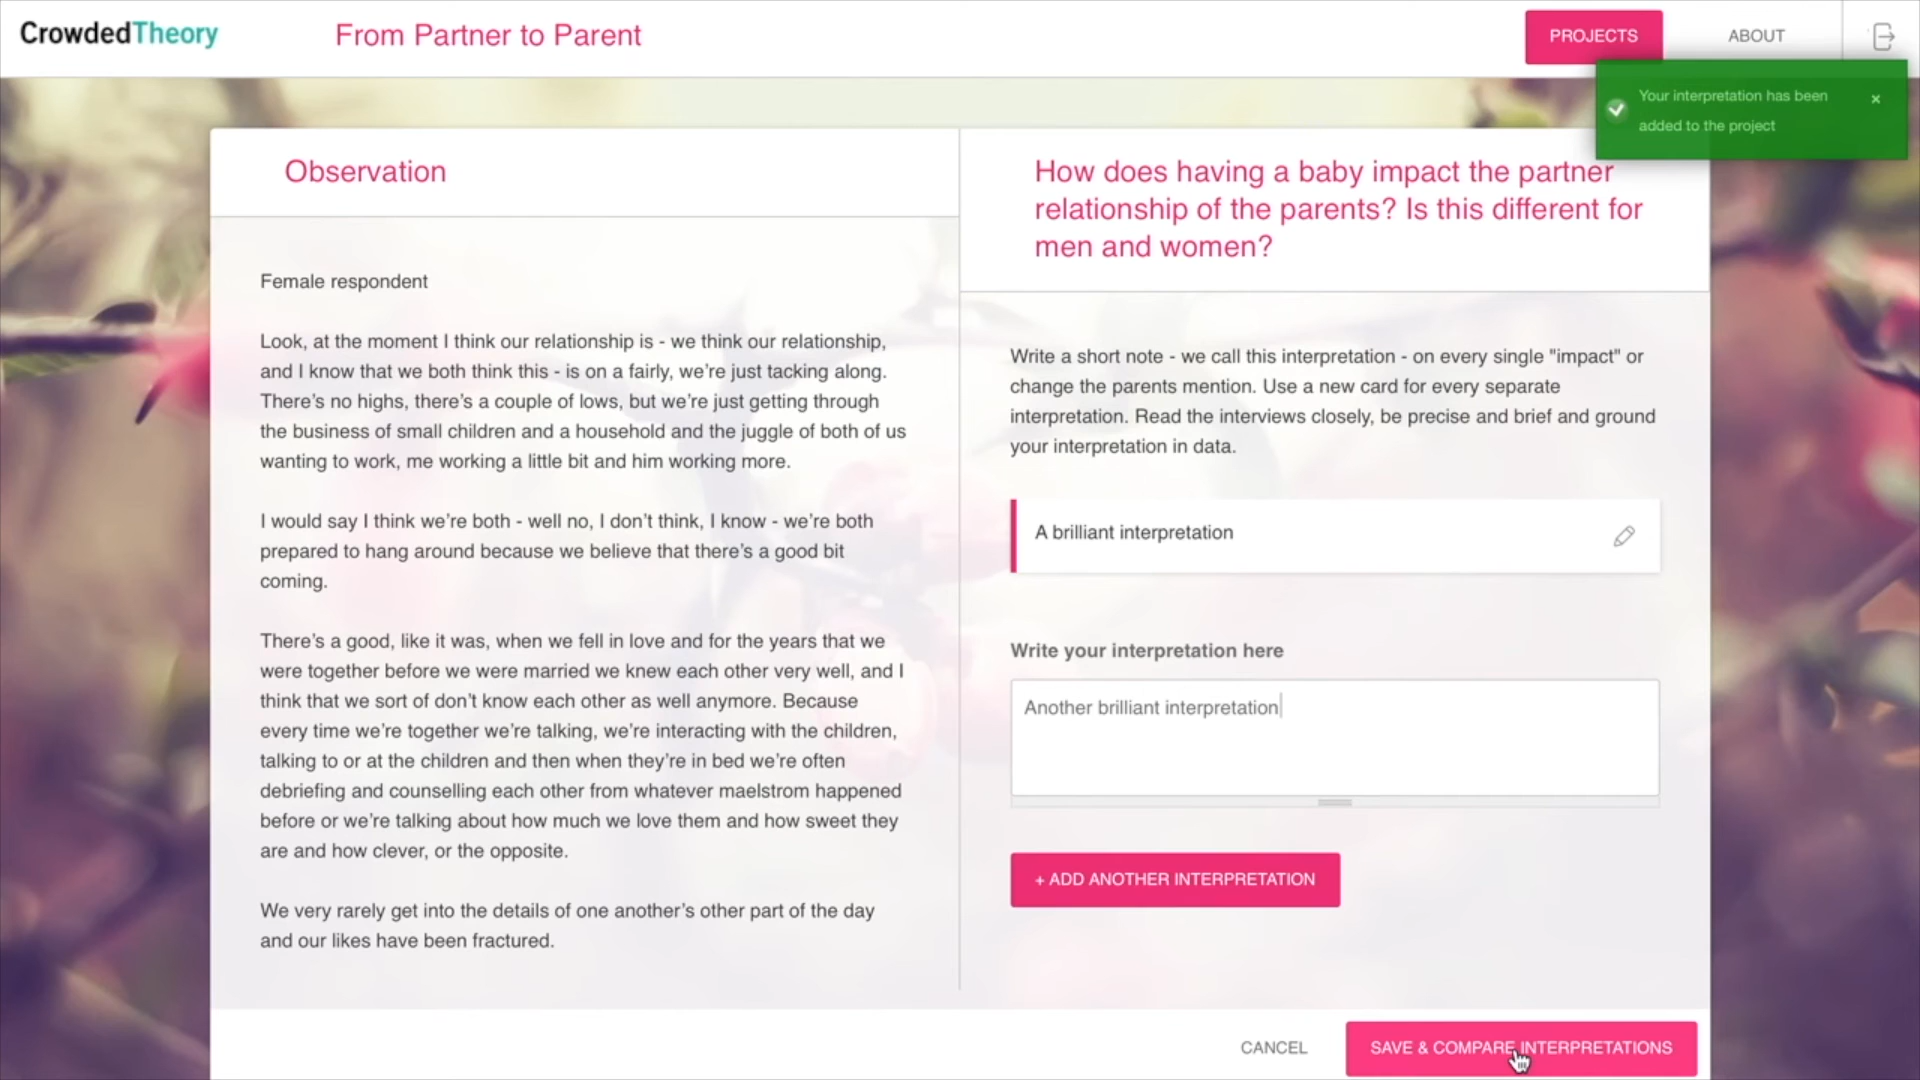 CrowdedTheory
From Partner to Parent
PROJECTS
ABOUT
Your interpretation has been
added to the project
Observation
Female respondent
Look, at the moment I think our relationship is - we think our relationship,
and I know that we both think this - is on a fairly, we're just tacking along.
There's no highs, there's a couple of lows, but we're just getting through
the business of small children and a household and the juggle of both of us
wanting to work, me working a little bit and him working more.
I would say I think we're both - well no, I don't think, I know - we're both
prepared to hang around because we believe that there's a good bit
coming.
There's a good, like it was, when we fell in love and for the years that we
were together before we were married we knew each other very well, and I
think that we sort of don't know each other as well anymore. Because
every time we're together we're talking, we're interacting with the children,
talking to or at the children and then when they're in bed we're often
debriefing and counselling each other from whatever maelstrom happened
before or we're talking about how much we love them and how sweet they
are and how clever, or the opposite.
We very rarely get into the details of one another's other part of the day
and our likes have been fractured.
How does having a baby impact the partner
relationship of the parents? Is this different for
men and women?
Write a short note - we call this interpretation - on every single "impact" or
change the parents mention. Use a new card for every separate
interpretation. Read the interviews closely, be precise and brief and ground
your interpretation in data.
A brilliant interpretation
Write your interpretation here
Another brilliant interpretation
+ ADD ANOTHER INTERPRETATION
CANCEL
SAVE & COMPARE INTERPRETATIONS